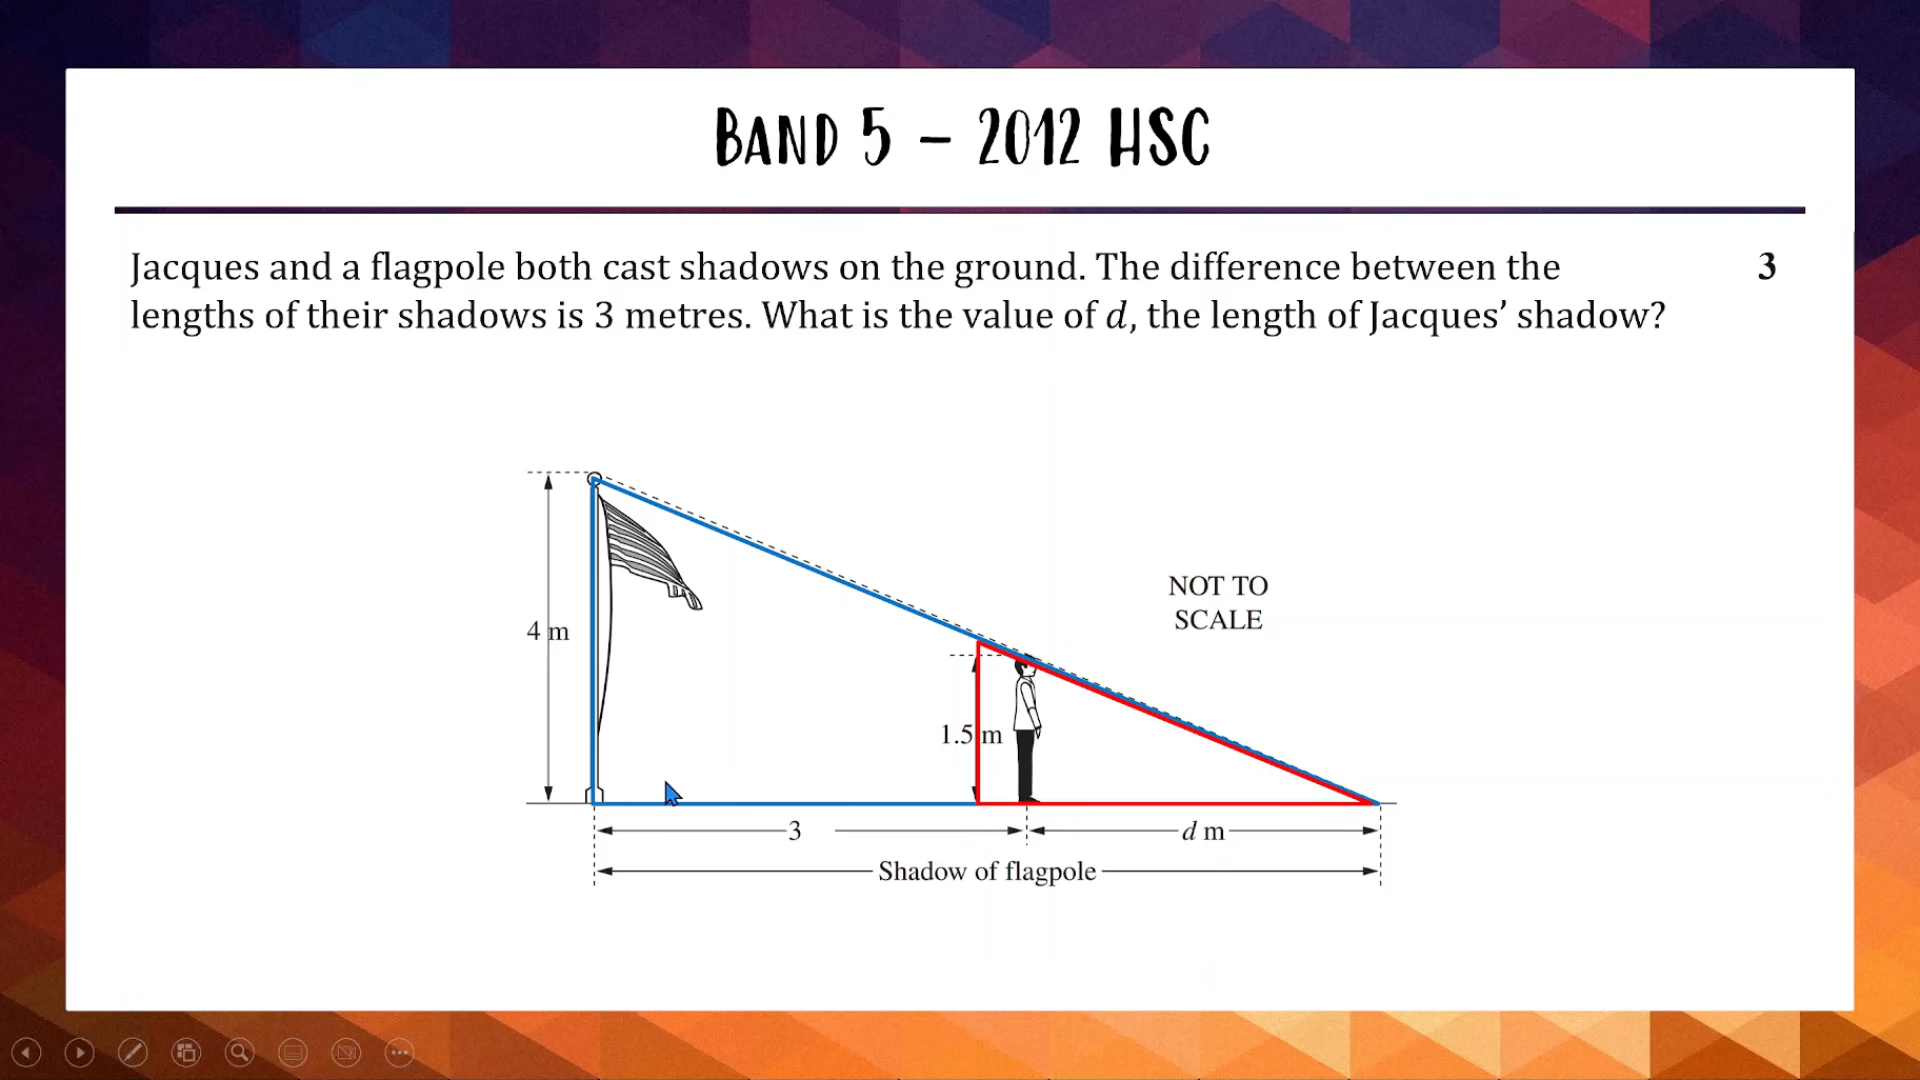 BAND 5 – 2012 HSC
Jacques and a flagpole both cast shadows on the ground. The difference between the 3
lengths of their shadows is 3 metres. What is the value of d, the length of Jacques’ shadow?
NOT TO
SCALE
4 m
1.5 m
3
d m
Shadow of flagpole